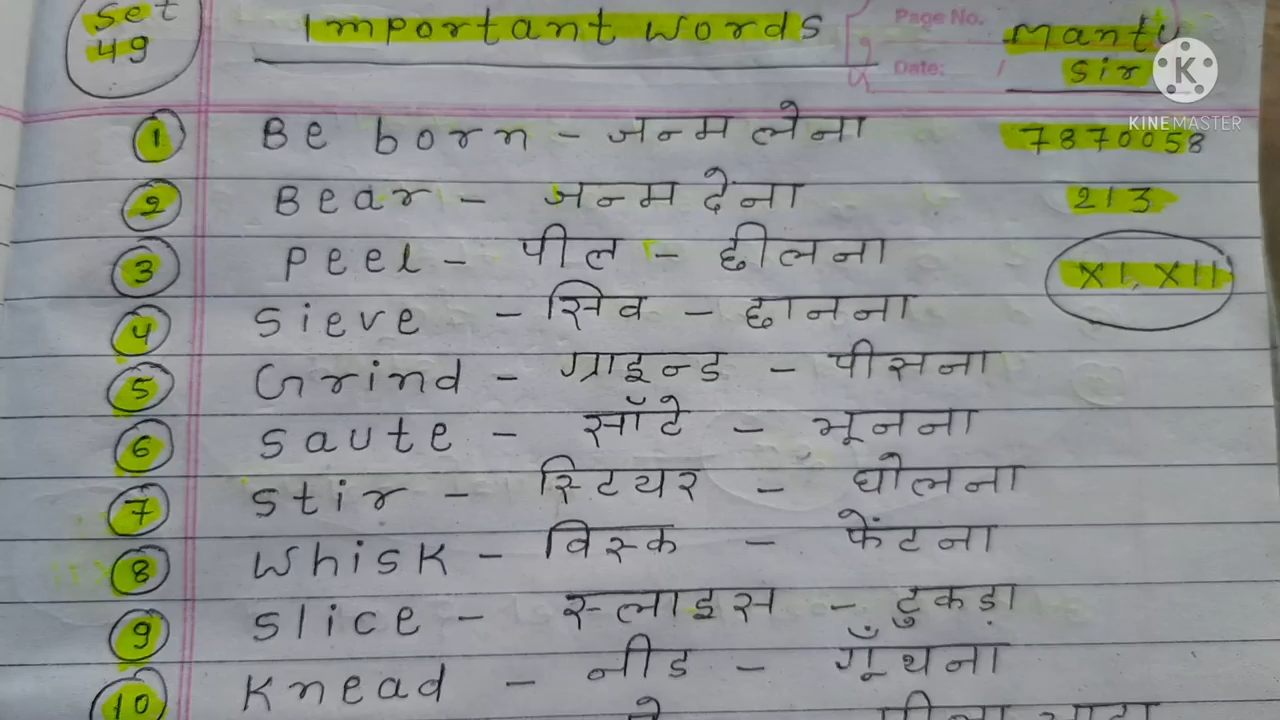 Set 49
Important words
Page No.
Date: /
Mantu
Sir
KINEMASTER
7870058
213
XI, XII
1 Be born - जन्म लेना
2 Bear - जन्म देना
3 Peel - पील - छीलना
4 Sieve - सिव - छानना
5 Grind - ग्राइन्ड - पीसना
6 Saute - सॉटे - भूनना
7 Stir - स्टियर - घोलना
8 Whisk - विस्क - फेंटना
9 Slice - स्लाइस - टुकड़ा
10 Knead - नीड - गूँथना